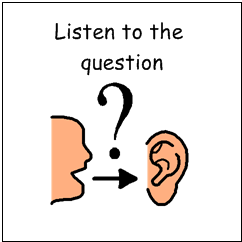 Listen to the
question
?